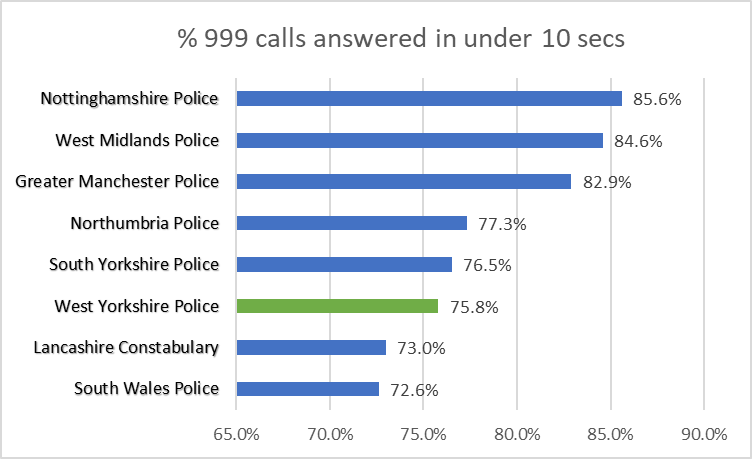 % 999 calls answered in under 10 secs
Nottinghamshire Police 85.6%
West Midlands Police 84.6%
Greater Manchester Police 82.9%
Northumbria Police 77.3%
South Yorkshire Police 76.5%
West Yorkshire Police 75.8%
Lancashire Constabulary 73.0%
South Wales Police 72.6%
65.0% 70.0% 75.0% 80.0% 85.0% 90.0%